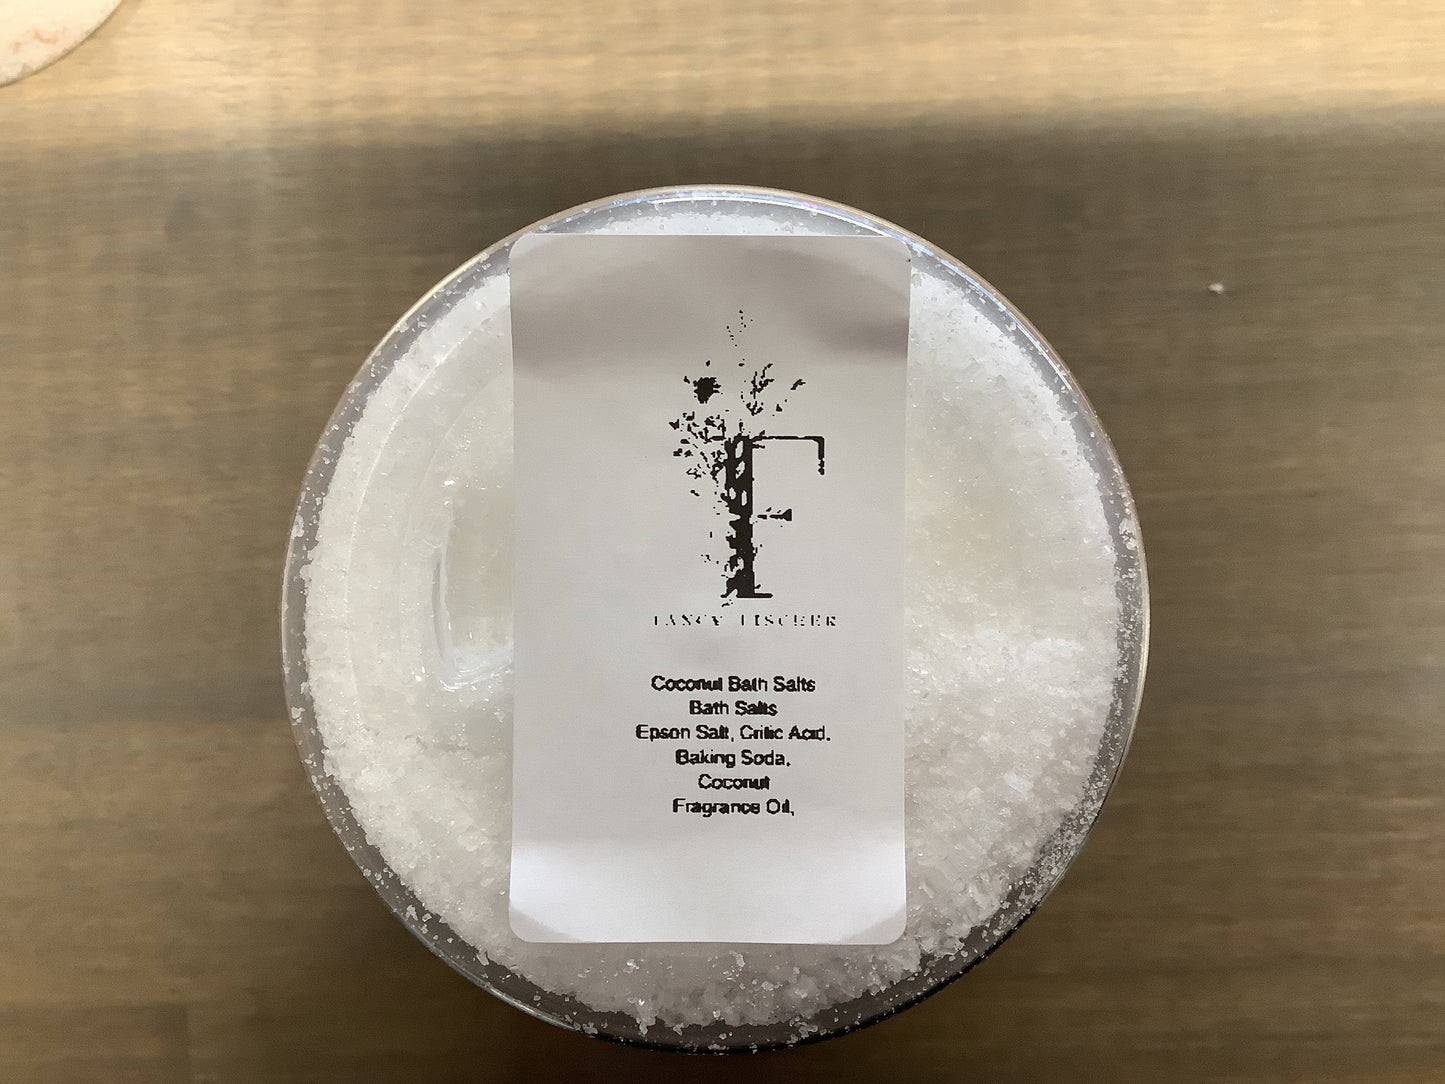 F
FANCY FISCHER
Coconut Bath Salts
Bath Salts
Epson Salt, Critic Acid.
Baking Soda,
Coconut
Fragrance Oil,